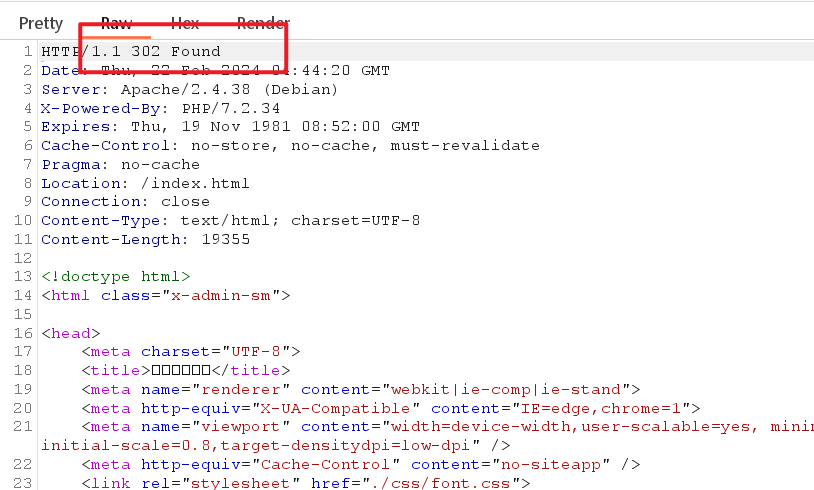 Pretty Raw Hex Render
1 HTTP/1.1 302 Found
2 Date: Thu, 22 Feb 2024 04:44:20 GMT
3 Server: Apache/2.4.38 (Debian)
4 X-Powered-By: PHP/7.2.34
5 Expires: Thu, 19 Nov 1981 08:52:00 GMT
6 Cache-Control: no-store, no-cache, must-revalidate
7 Pragma: no-cache
8 Location: /index.html
9 Connection: close
10 Content-Type: text/html; charset=UTF-8
11 Content-Length: 19355
12
13 <!doctype html>
14 <html class="x-admin-sm">
15
16 <head>
17 <meta charset="UTF-8">
18 <title>□□□□□□</title>
19 <meta name="renderer" content="webkit|ie-comp|ie-stand">
20 <meta http-equiv="X-UA-Compatible" content="IE=edge,chrome=1">
21 <meta name="viewport" content="width=device-width,user-scalable=yes,
initial-scale=0.8,target-densitydpi=low-dpi" />
22 <meta http-equiv="Cache-Control" content="no-siteapp" />
23 <link rel="stylesheet" href="./css/font.css">